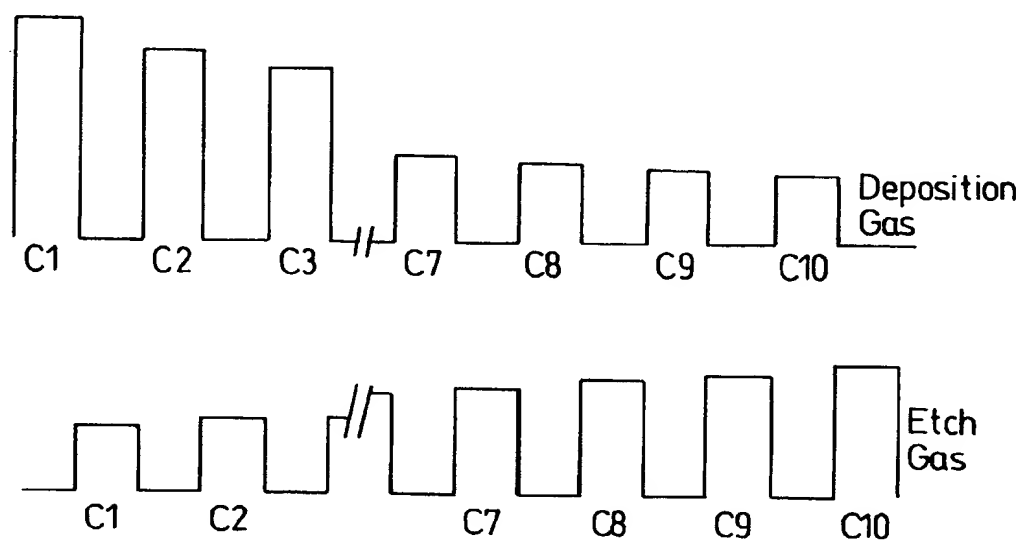 C1 C2 C3 C7 C8 C9 C10
Deposition
Gas
C1 C2 C7 C8 C9 C10
Etch
Gas